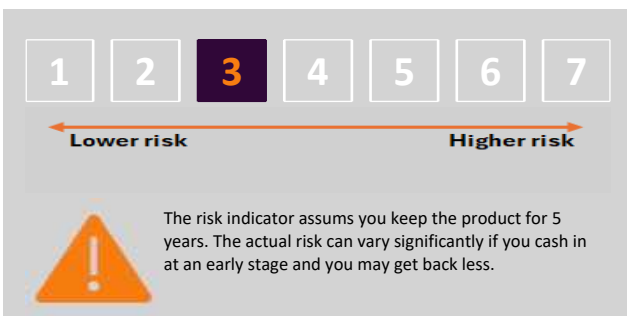 1 2 3 4 5 6 7
Lower risk Higher risk
The risk indicator assums you keep the product for 5
years. The actual risk can vary significantly if you cash in
at an early stage and you may get back less.